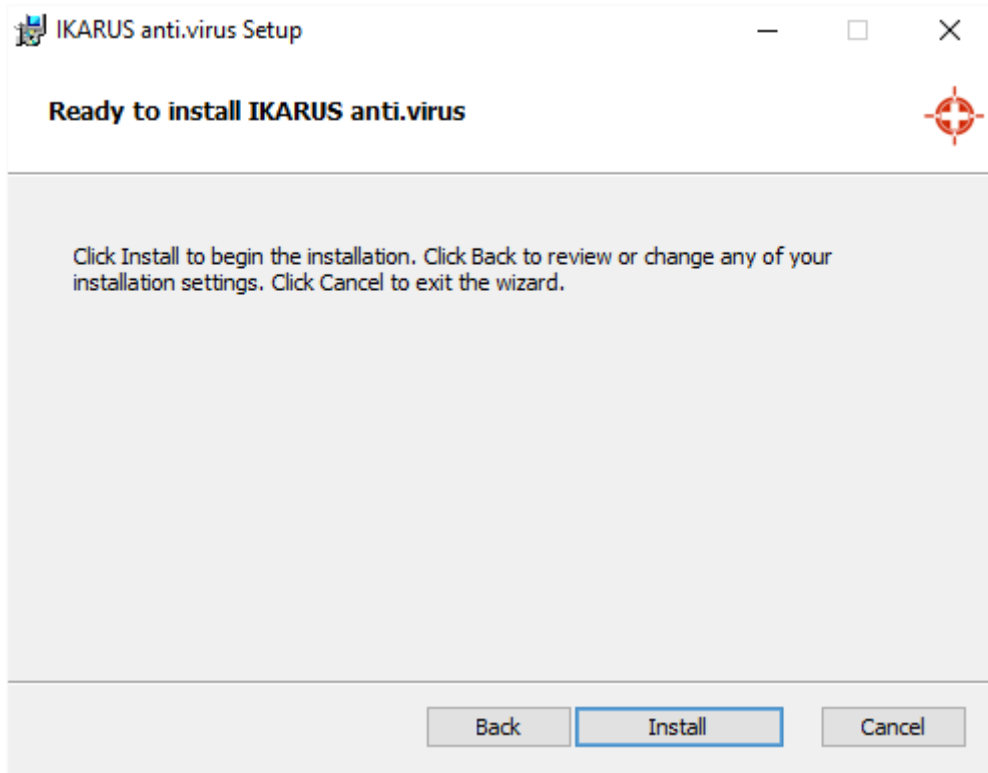 IKARUS anti.virus Setup
Ready to install IKARUS anti.virus
Click Install to begin the installation. Click Back to review or change any of your
installation settings. Click Cancel to exit the wizard.
Back
Install
Cancel